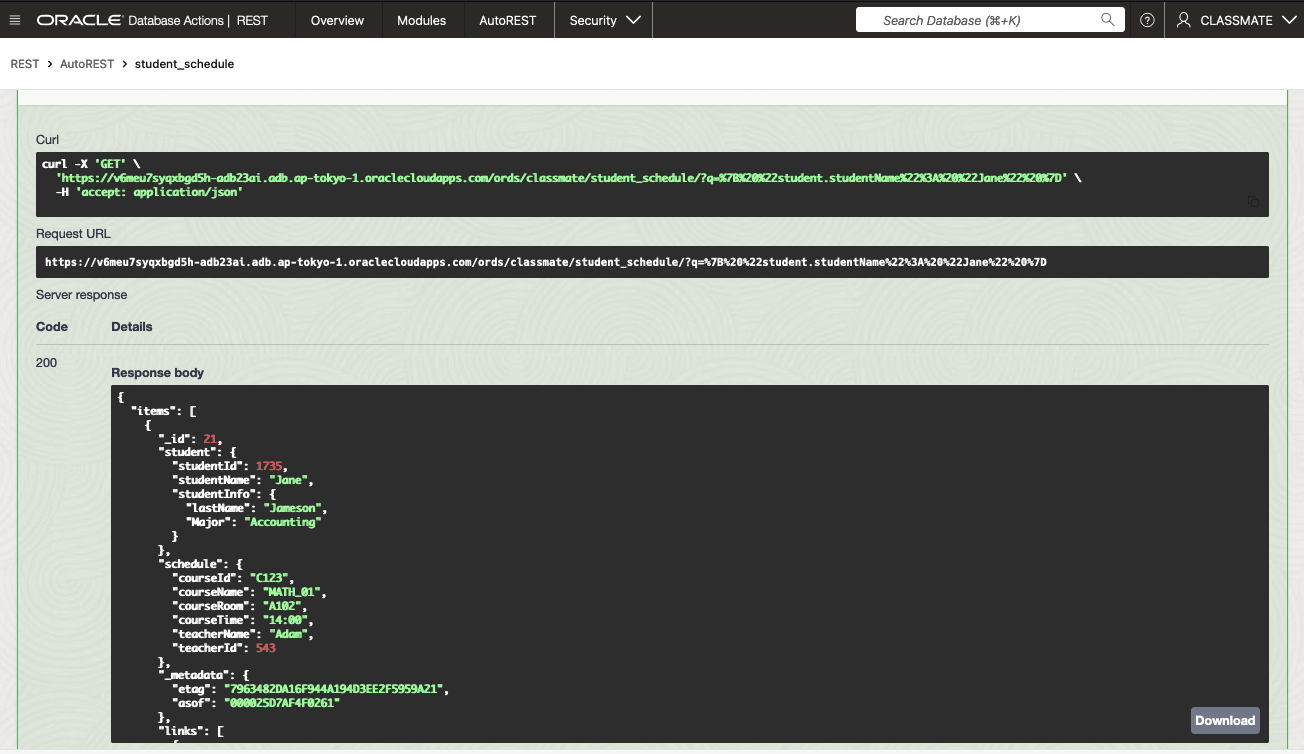 ORACLE Database Actions | REST Overview Modules AutoREST Security Search Database (⌘+K) CLASSMATE
REST > AutoREST > student_schedule
Curl
curl -X 'GET' \
'https://v6meu7syqxbgd5h-adb23ai.adb.ap-tokyo-1.oraclecloudapps.com/ords/classmate/student_schedule/?q=%7B%20%22student.studentName%22%3A%20%22Jane%22%20%7D' \
-H 'accept: application/json'
Request URL
https://v6meu7syqxbgd5h-adb23ai.adb.ap-tokyo-1.oraclecloudapps.com/ords/classmate/student_schedule/?q=%7B%20%22student.studentName%22%3A%20%22Jane%22%20%7D
Server response
Code Details
200
Response body
{
"items": [
{
"_id": 21,
"student": {
"studentId": 1735,
"studentName": "Jane",
"studentInfo": {
"lastName": "Jameson",
"Major": "Accounting"
}
},
"schedule": {
"courseId": "C123",
"courseName": "MATH_01",
"courseRoom": "A102",
"courseTime": "14:00",
"teacherName": "Adam",
"teacherId": 543
},
"_metadata": {
"etag": "7963482DA16F944A194D3EE2F5959A21",
"asof": "000025D7AF4F0261"
},
"links": [
{
Download